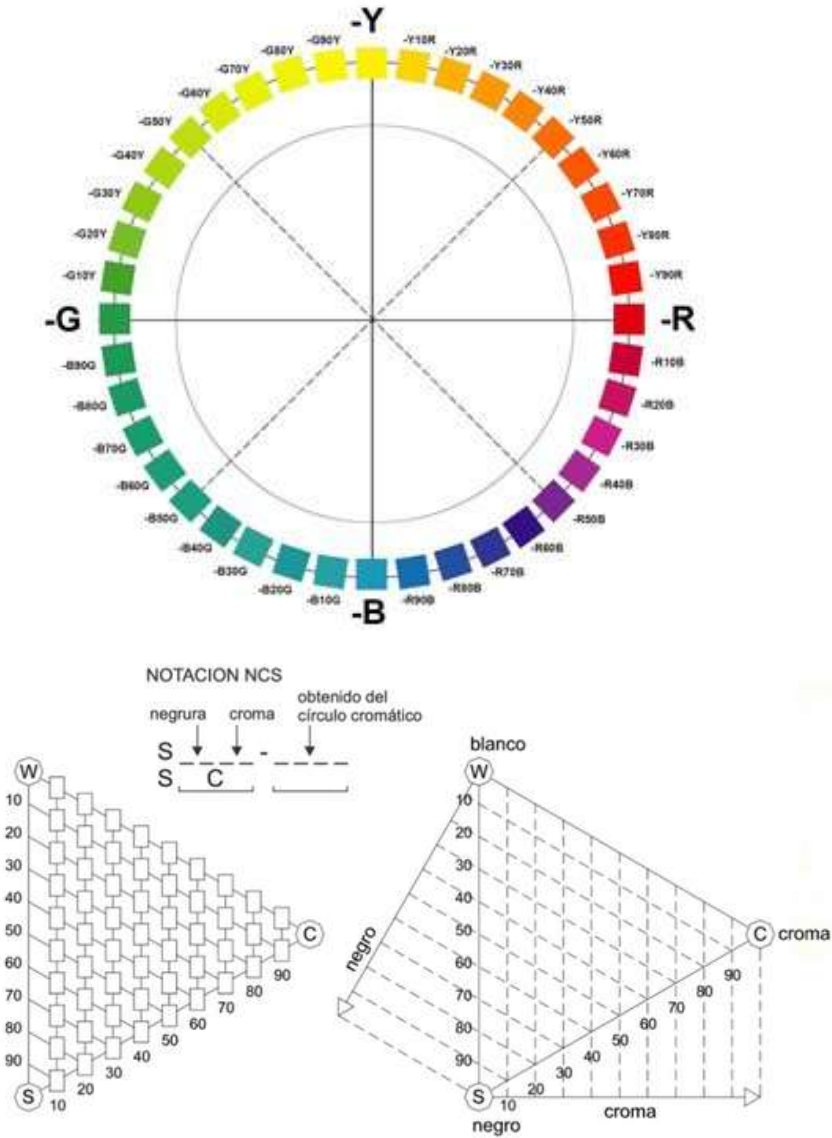 -Y
-G90Y
-Y10R
-G80Y
-Y20R
-G70Y
-Y30R
-G60Y
-Y40R
-G50Y
-Y50R
-G40Y
-Y60R
-G30Y
-Y70R
-G20Y
-Y80R
-G10Y
-Y90R
-G
-R
-B90G
-R10B
-B80G
-R20B
-B70G
-R30B
-B60G
-R40B
-B50G
-R50B
-B40G
-R60B
-B30G
-R70B
-B20G
-R80B
-B10G
-R90B
-B
NOTACION NCS
negrura
croma
obtenido del
círculo cromático
S _ _ _ _ - _ _ _ _
S C
W
10
20
30
40
50
60
70
80
90
S
10
20
30
40
50
60
70
80
90
C
blanco
W
10
20
30
40
50
60
70
80
90
S
negro
10
20
30
40
50
60
70
80
90
C croma
negro
croma